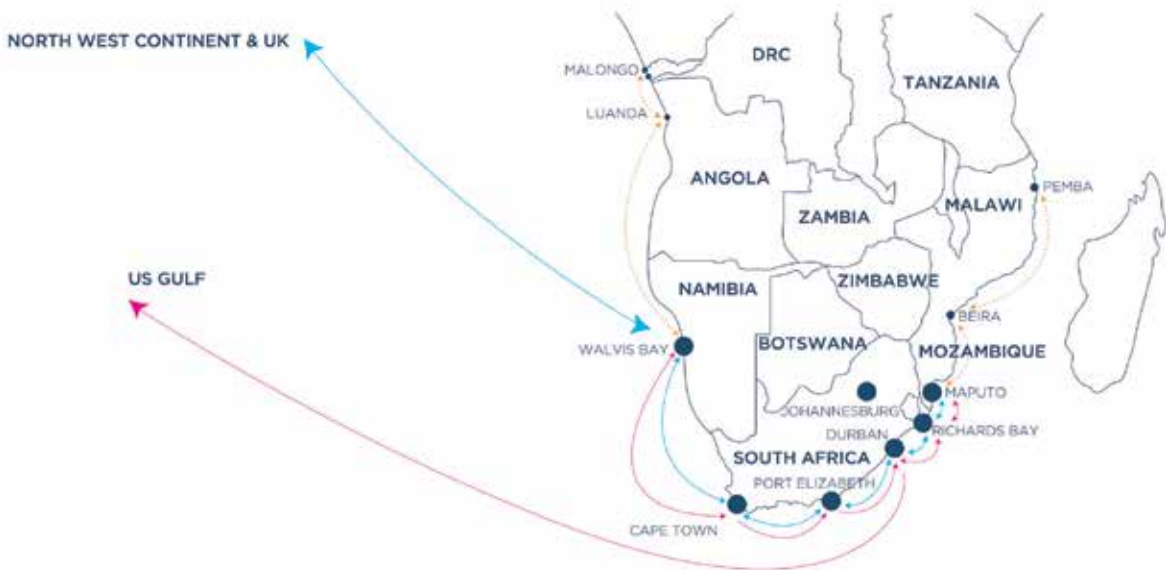 NORTH WEST CONTINENT & UK
DRC
MALONGO
TANZANIA
LUANDA
ANGOLA
PEMBA
MALAWI
ZAMBIA
US GULF
ZIMBABWE
NAMIBIA
BEIRA
BOTSWANA
WALVIS BAY
MOZAMBIQUE
MAPUTO
JOHANNESBURG
RICHARDS BAY
DURBAN
SOUTH AFRICA
PORT ELIZABETH
CAPE TOWN